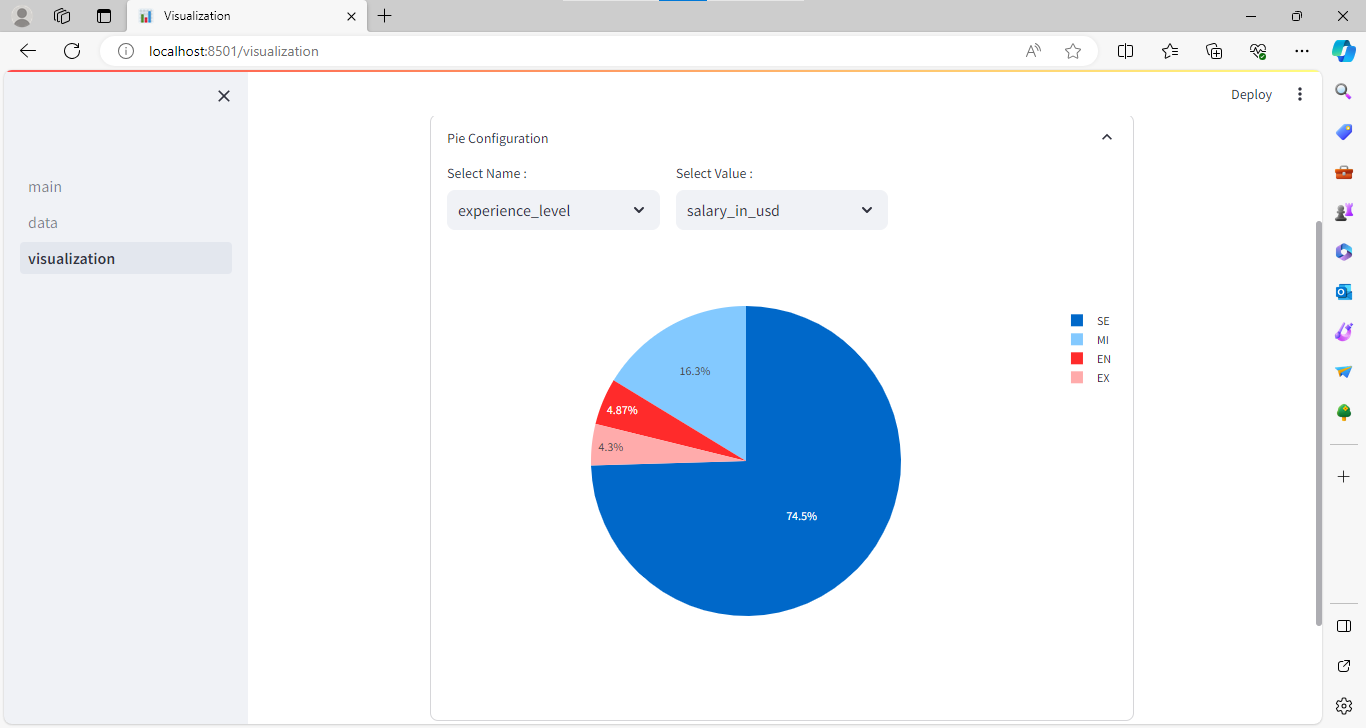 Visualization
localhost:8501/visualization
Deploy
main
data
visualization
Pie Configuration
Select Name :
Select Value :
experience_level
salary_in_usd
SE
MI
EN
EX
16.3%
4.87%
4.3%
74.5%